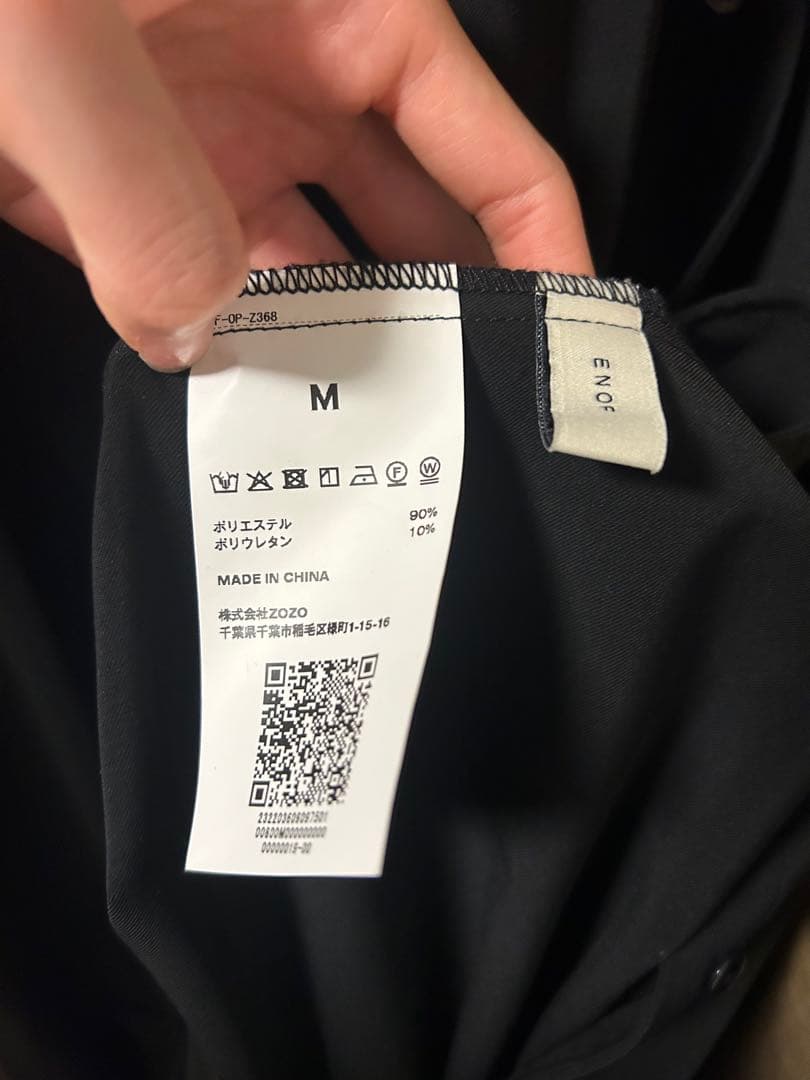 F-OP-Z368
M
F W
ポリエステル 90%
ポリウレタン 10%
MADE IN CHINA
株式会社ZOZO
千葉県千葉市稲毛区緑町1-15-16
00000019-00
ENOF